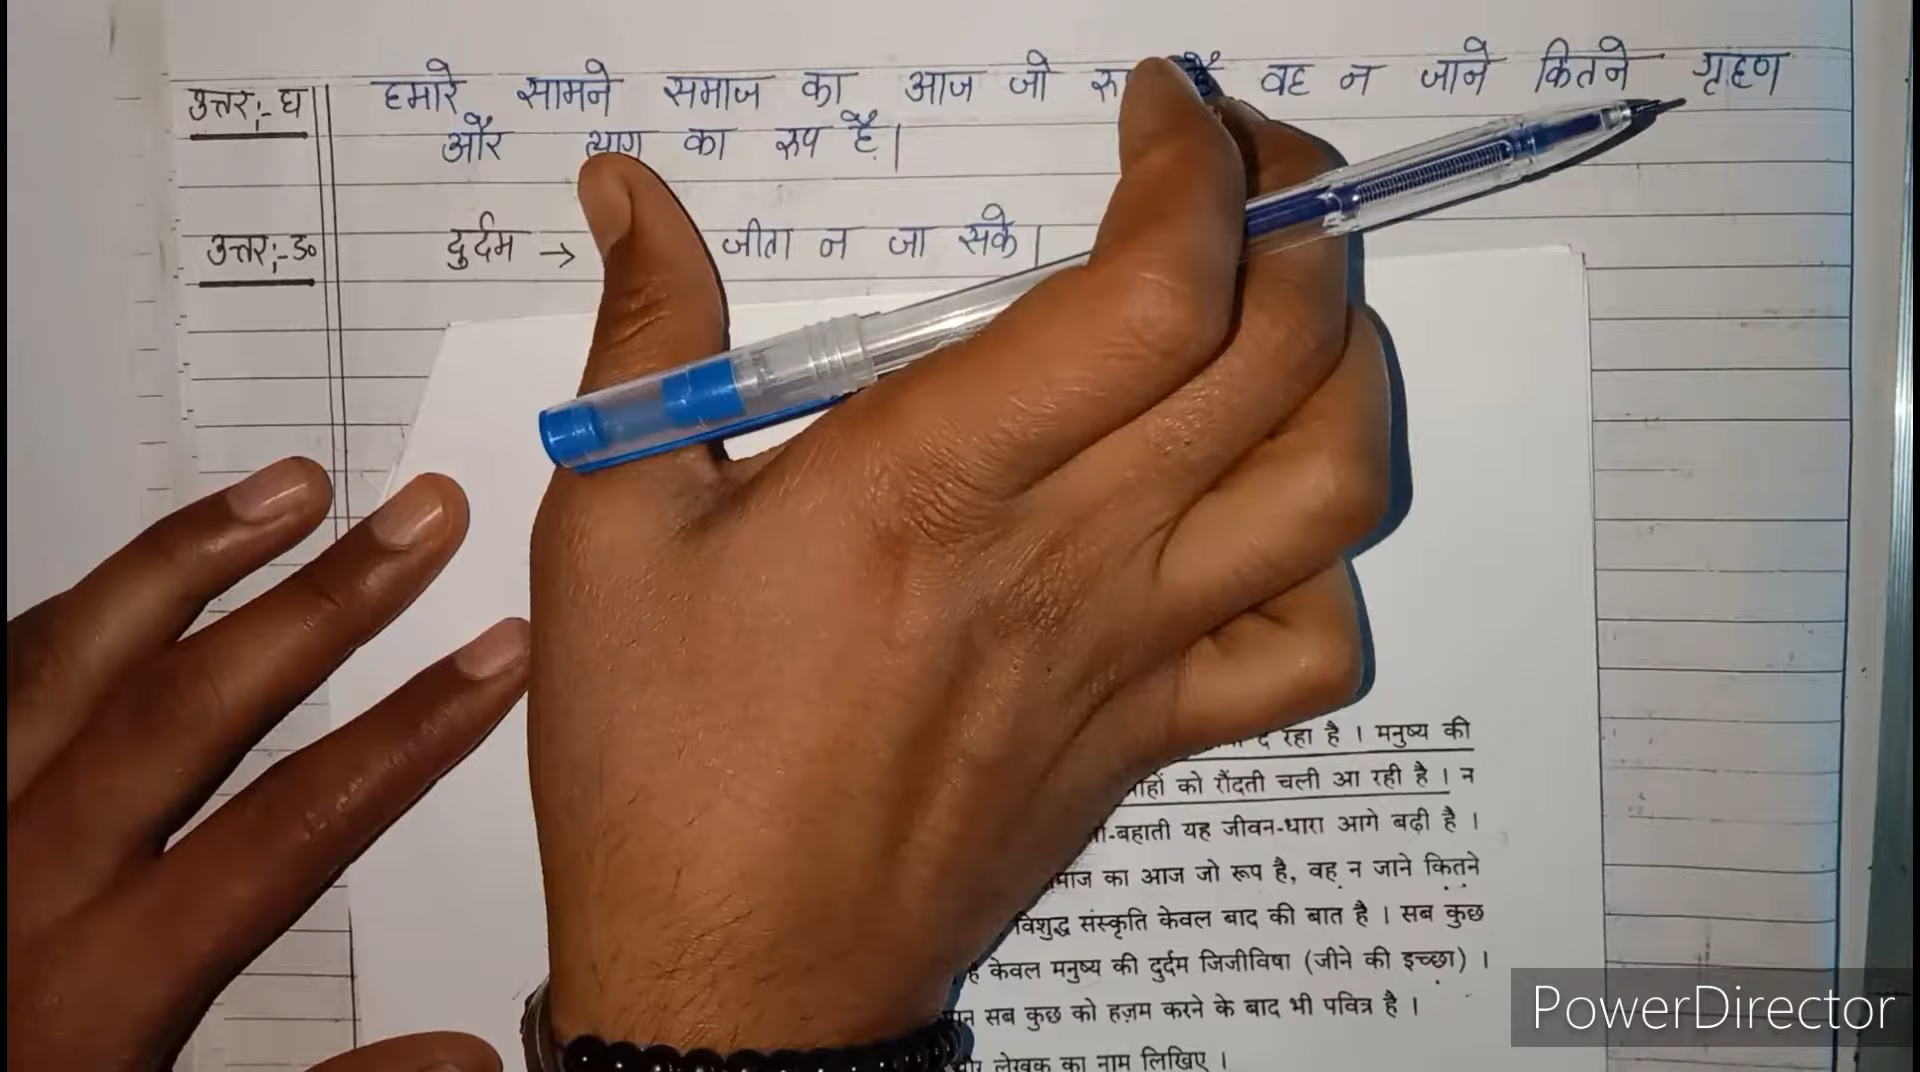 उत्तर:-घ हमारे सामने समाज का आज जो है वह न जाने कितने ग्रहण
और त्याग का रूप है।
उत्तर:-ड० दुर्दम → जीता न जा सके।
रहा है । मनुष्य की
को रौंदती चली आ रही है । न
-बहाती यह जीवन-धारा आगे बढ़ी है ।
का आज जो रूप है, वह न जाने कितने
विशुद्ध संस्कृति केवल बाद की बात है । सब कुछ
है केवल मनुष्य की दुर्दम जिजीविषा (जीने की इच्छा) ।
सब कुछ को हज़म करने के बाद भी पवित्र है ।
लेखक का नाम लिखिए ।
PowerDirector